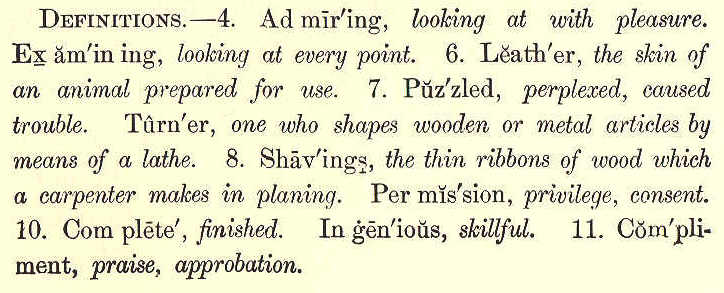 DEFINITIONS.—4. Ad mīr′ing, looking at with pleasure.
Ex̱ ăm′in ing, looking at every point. 6. Lĕath′er, the skin of
an animal prepared for use. 7. Pŭz′zled, perplexed, caused
trouble. Tûrn′er, one who shapes wooden or metal articles by
means of a lathe. 8. Shāv′ings̱, the thin ribbons of wood which
a carpenter makes in planing. Per mĭs′sion, privilege, consent.
10. Com plēte′, finished. In ġēn′ioŭs, skillful. 11. Cŏm′pli-
ment, praise, approbation.